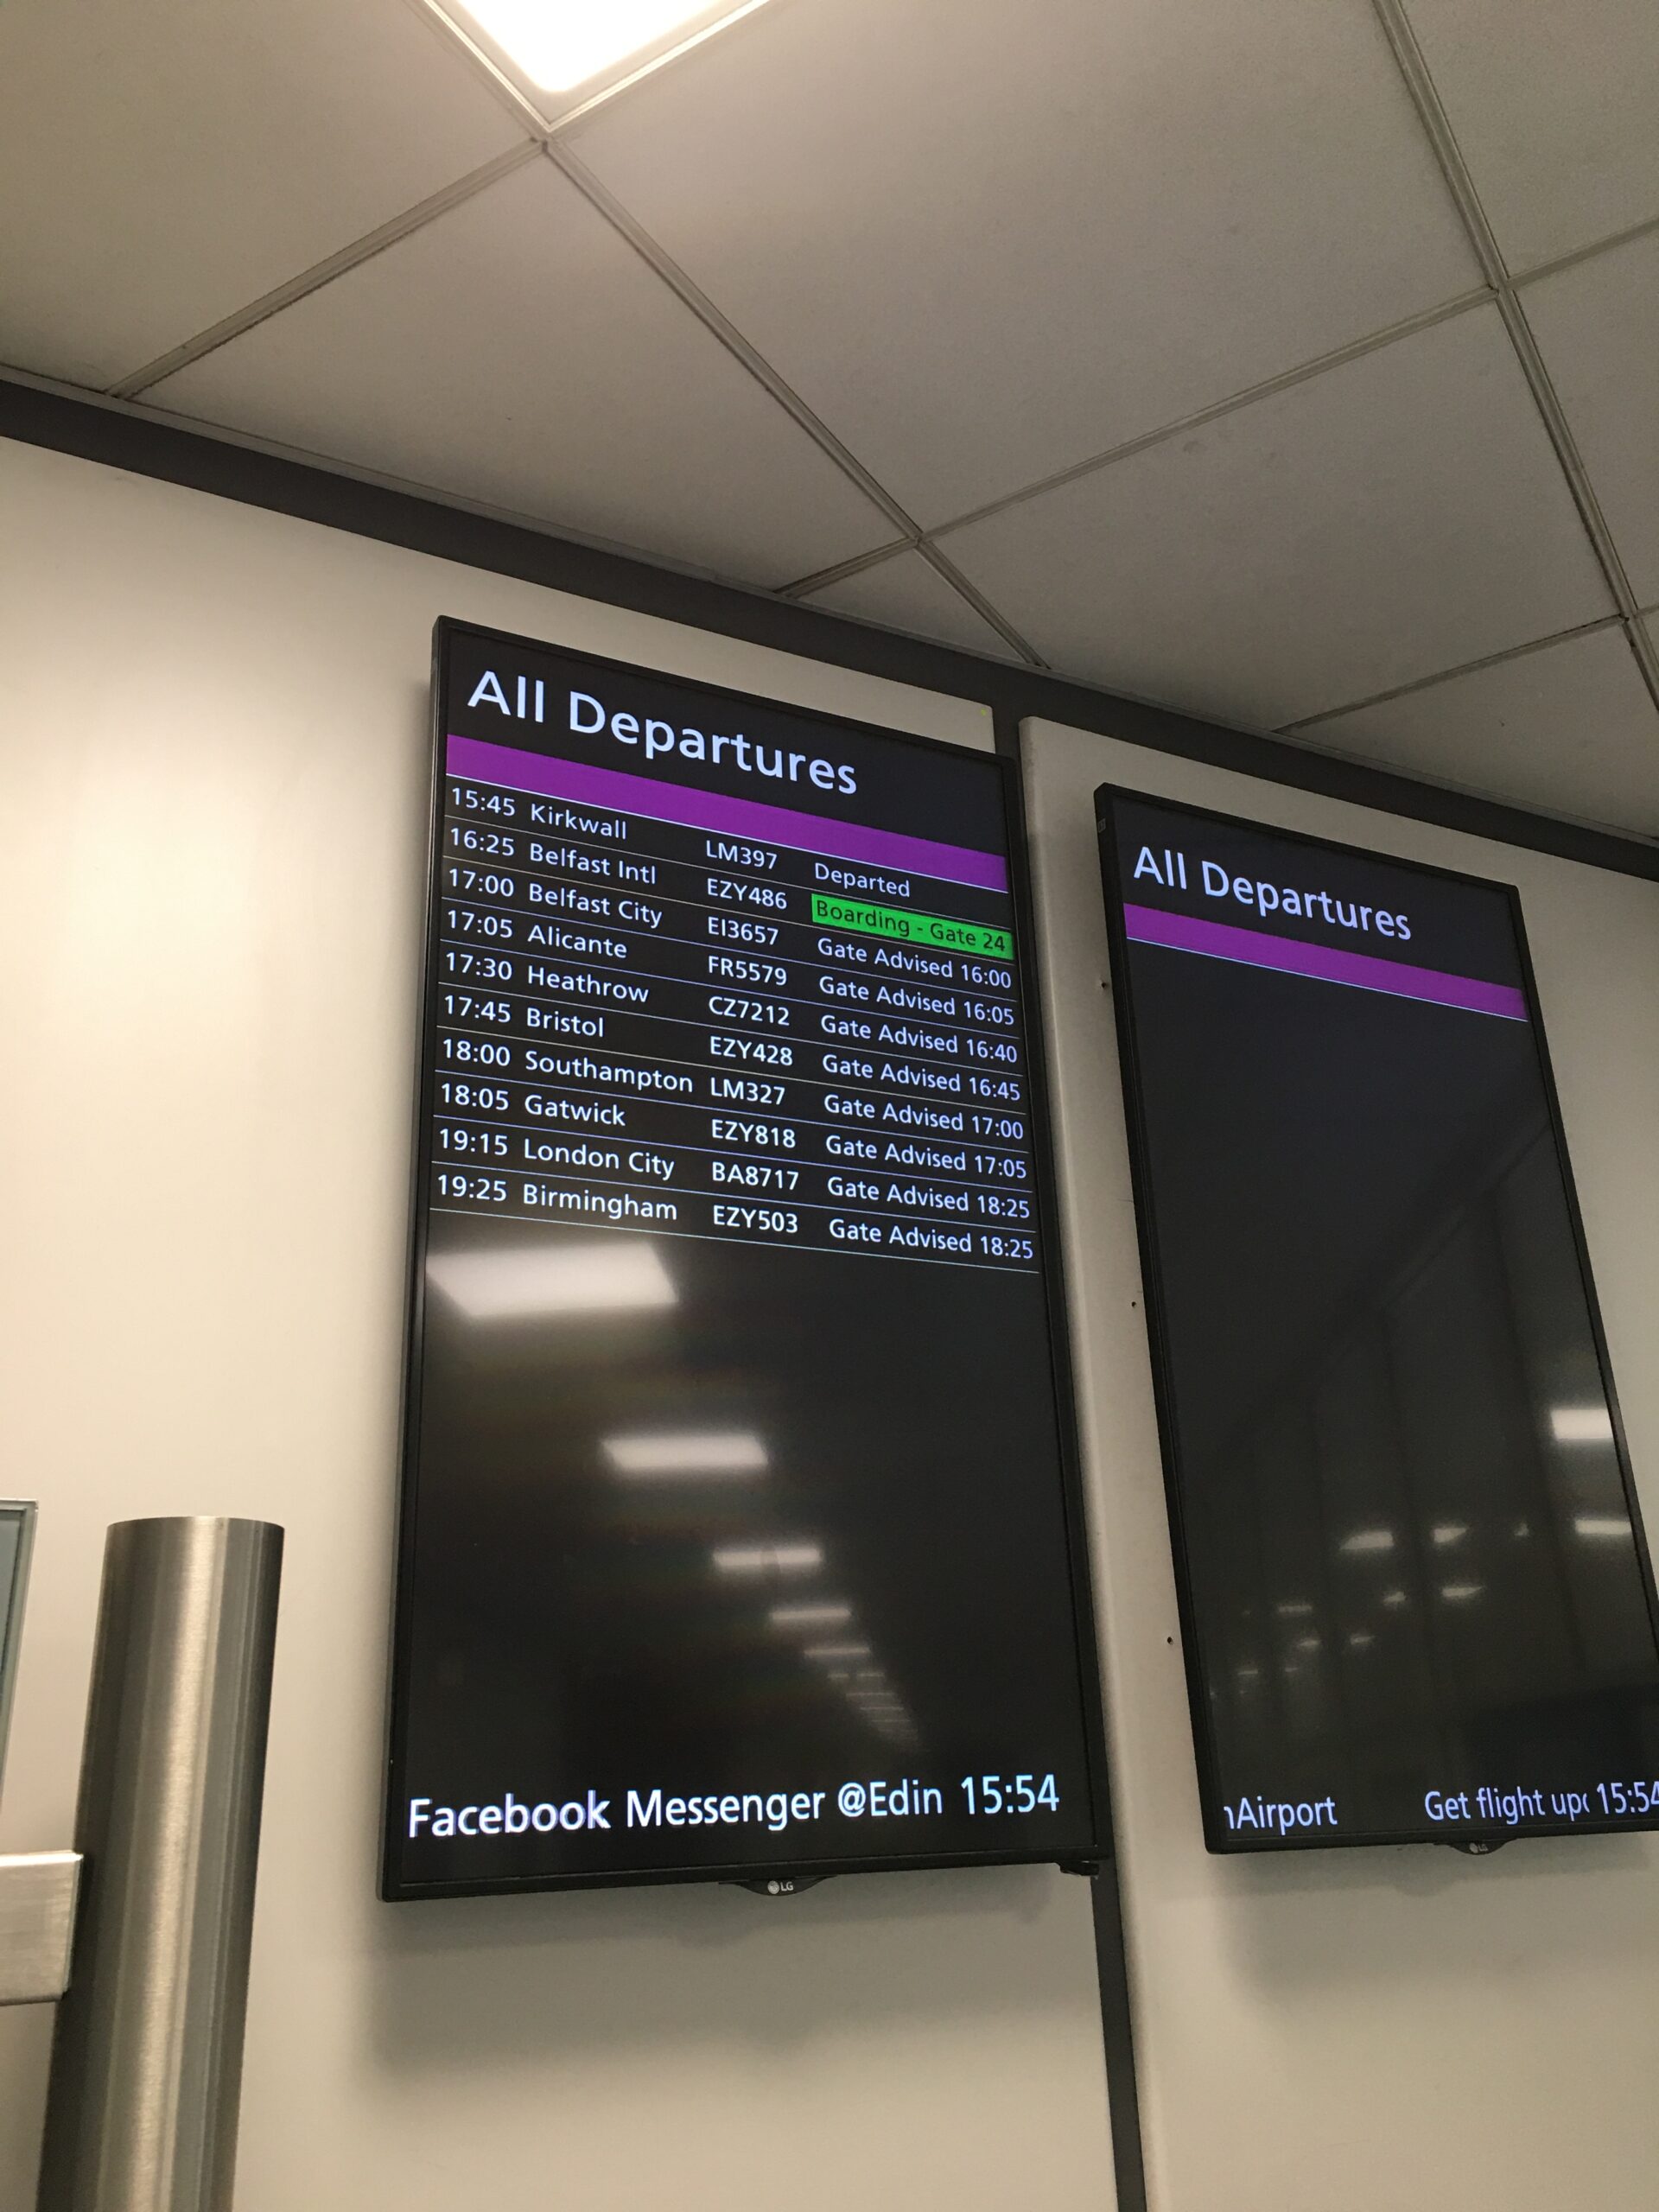 All Departures
15:45 Kirkwall LM397 Departed
16:25 Belfast Intl EZY486 Boarding - Gate 24
17:00 Belfast City EI3657 Gate Advised 16:00
17:05 Alicante FR5579 Gate Advised 16:05
17:30 Heathrow CZ7212 Gate Advised 16:40
17:45 Bristol EZY428 Gate Advised 16:45
18:00 Southampton LM327 Gate Advised 17:00
18:05 Gatwick EZY818 Gate Advised 17:05
19:15 London City BA8717 Gate Advised 18:25
19:25 Birmingham EZY503 Gate Advised 18:25
Facebook Messenger @Edin 15:54
LG
All Departures
Airport Get flight up 15:54
LG